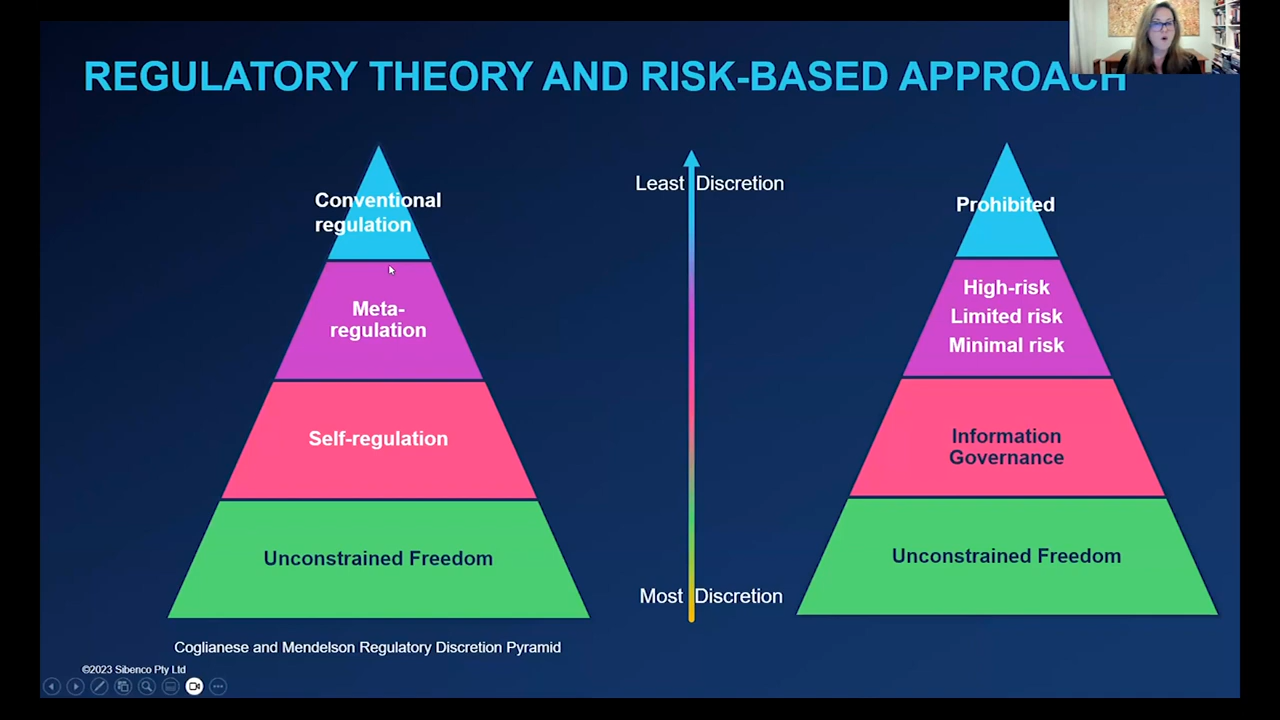 REGULATORY THEORY AND RISK-BASED APPROACH
Conventional
regulation
Meta-
regulation
Self-regulation
Unconstrained Freedom
Coglianese and Mendelson Regulatory Discretion Pyramid
Least Discretion
Most Discretion
Prohibited
High-risk
Limited risk
Minimal risk
Information
Governance
Unconstrained Freedom
©2023 Sibenco Pty Ltd